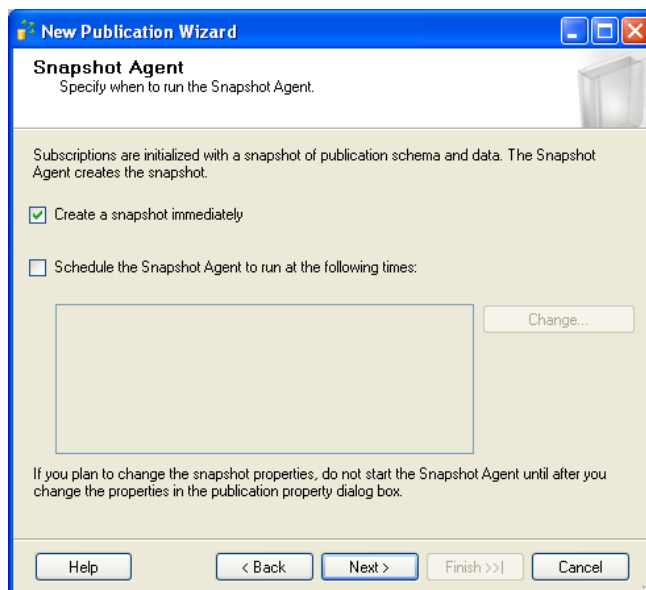 New Publication Wizard
Snapshot Agent
Specify when to run the Snapshot Agent.
Subscriptions are initialized with a snapshot of publication schema and data. The Snapshot
Agent creates the snapshot.
Create a snapshot immediately
Schedule the Snapshot Agent to run at the following times:
Change...
If you plan to change the snapshot properties, do not start the Snapshot Agent until after you
change the properties in the publication property dialog box.
Help < Back Next > Finish >>| Cancel